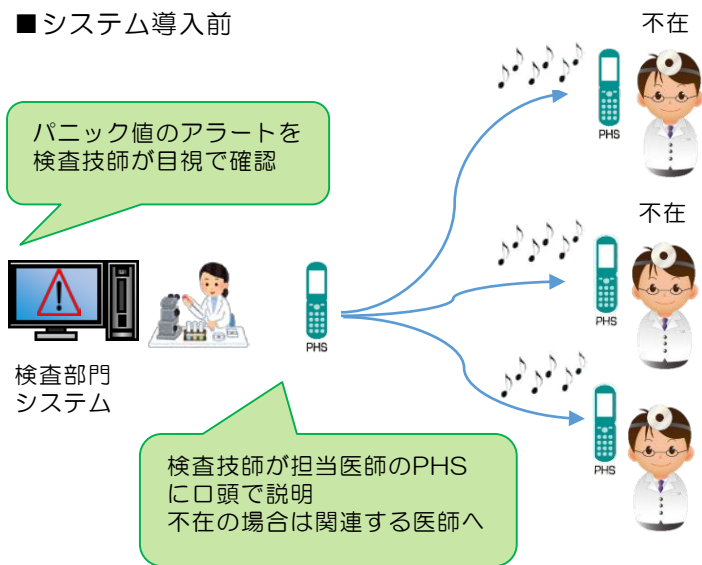 ■システム導入前
不在
PHS
パニック値のアラートを
検査技師が目視で確認
不在
PHS
PHS
検査部門
システム
PHS
検査技師が担当医師のPHS
に口頭で説明
不在の場合は関連する医師へ